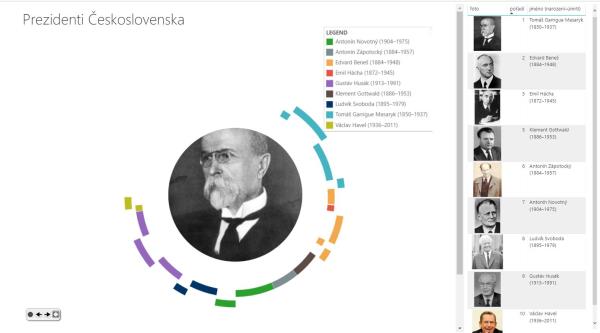 Prezidenti Československa
LEGEND
Antonín Novotný (1904–1975)
Antonín Zápotocký (1884–1957)
Edvard Beneš (1884–1948)
Emil Hácha (1872–1945)
Gustáv Husák (1913–1991)
Klement Gottwald (1886–1953)
Ludvík Svoboda (1895–1979)
Tomáš Garrigue Masaryk (1850–1937)
Václav Havel (1936–2011)
foto pořadí jméno (narození-úmrtí)
1 Tomáš Garrigue Masaryk
(1850–1937)
2 Edvard Beneš
(1884–1948)
3 Emil Hácha
(1872–1945)
5 Klement Gottwald
(1886–1953)
6 Antonín Zápotocký
(1884–1957)
7 Antonín Novotný
(1904–1975)
8 Ludvík Svoboda
(1895–1979)
9 Gustáv Husák
(1913–1991)
10 Václav Havel
(1936–2011)